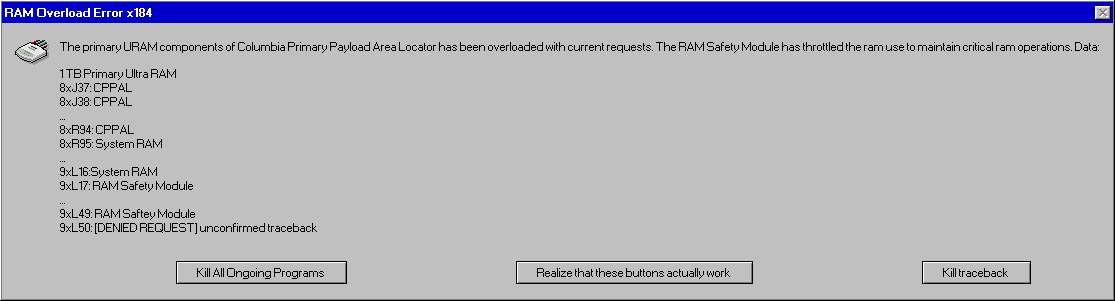 RAM Overload Error x184
The primary URAM components of Columbia Primary Payload Area Locator has been overloaded with current requests. The RAM Safety Module has throttled the ram use to maintain critical ram operations. Data:
1 TB Primary Ultra RAM
8xJ37: CPPAL
8xJ38: CPPAL
...
8xR94: CPPAL
8xR95: System RAM
...
9xL16:System RAM
9xL17: RAM Safety Module
...
9xL49: RAM Saftey Module
9xL50: [DENIED REQUEST] unconfirmed traceback
Kill All Ongoing Programs
Realize that these buttons actually work
Kill traceback